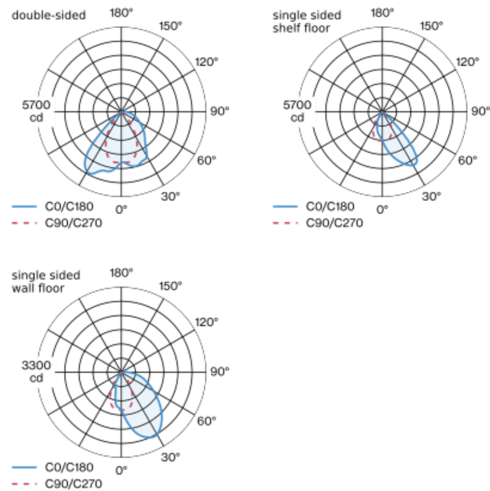 double-sided
180°
150°
120°
5700
cd
90°
60°
30°
0°
C0/C180
C90/C270
single sided
shelf floor
180°
150°
120°
5700
cd
90°
60°
30°
0°
C0/C180
C90/C270
single sided
wall floor
180°
150°
120°
3300
cd
90°
60°
30°
0°
C0/C180
C90/C270